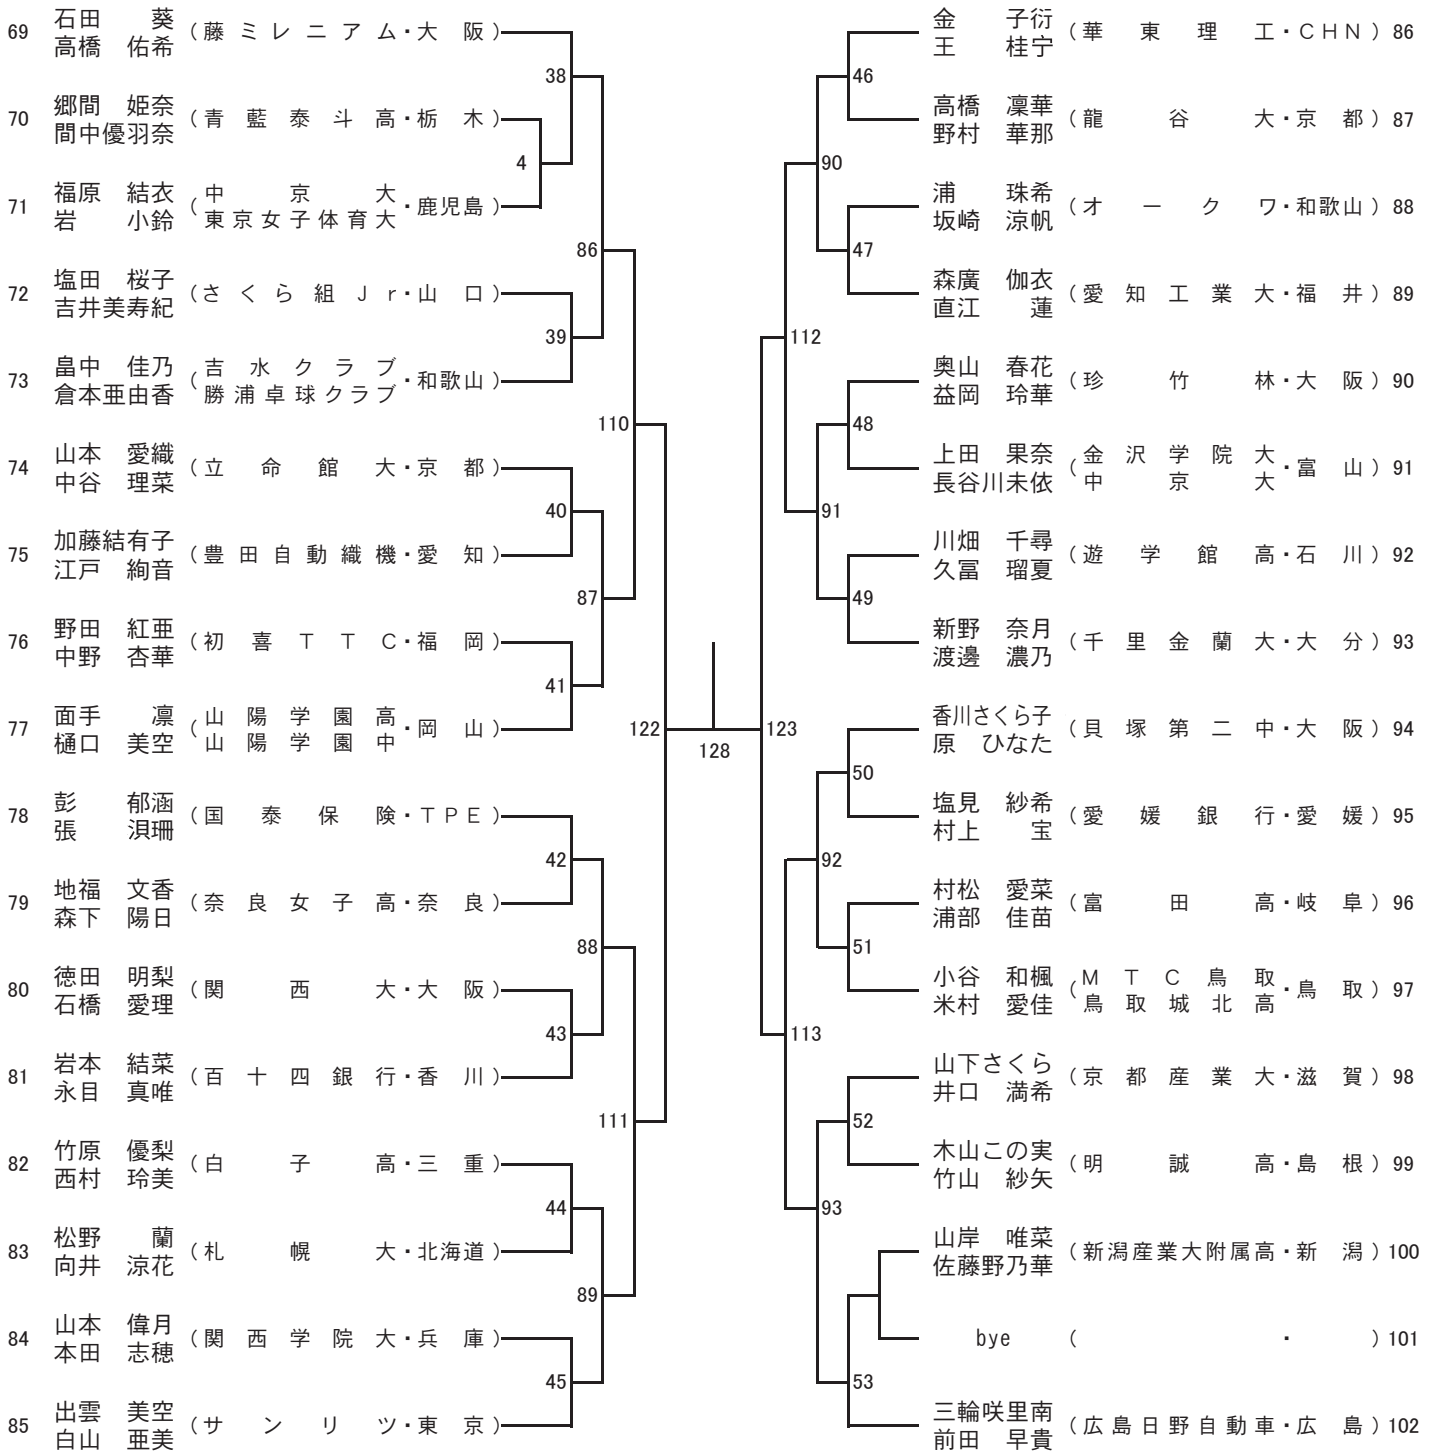 69 石田 葵 高橋 佑希 (藤ミレニアム・大阪)
70 郷間 姫奈 間中優羽奈 (青藍泰斗高・栃木)
71 福原 結衣 岩 小鈴 (中京大 東京女子体育大・鹿児島)
72 塩田 桜子 吉井美寿紀 (さくら組Jr・山口)
73 畠中 佳乃 倉本亜由香 (吉水クラブ 勝浦卓球クラブ・和歌山)
74 山本 愛織 中谷 理菜 (立命館大・京都)
75 加藤結有子 江戸 絢音 (豊田自動織機・愛知)
76 野田 紅亜 中野 杏華 (初喜TTC・福岡)
77 面手 凛 樋口 美空 (山陽学園高 山陽学園中・岡山)
78 彭 郁涵 張 浿珊 (国泰保険・TPE)
79 地福 文香 森下 陽日 (奈良女子高・奈良)
80 徳田 明梨 石橋 愛理 (関西大・大阪)
81 岩本 結菜 永目 真唯 (百十四銀行・香川)
82 竹原 優梨 西村 玲美 (白子高・三重)
83 松野 蘭 向井 涼花 (札幌大・北海道)
84 山本 偉月 本田 志穂 (関西学院大・兵庫)
85 出雲 美空 白山 亜美 (サンリツ・東京)
38
4
86
39
110
40
87
41
122
42
88
43
111
44
89
45
128
123
46
90
47
112
48
91
49
50
92
51
113
52
93
53
金 子衍 王 桂宁 (華東理工・CHN) 86
高橋 凜華 野村 華那 (龍谷大・京都) 87
浦 珠希 坂崎 涼帆 (オークワ・和歌山) 88
森廣 伽衣 直江 蓮 (愛知工業大・福井) 89
奥山 春花 益岡 玲華 (珍竹林・大阪) 90
上田 果奈 長谷川未依 (金沢学院大 中京大・富山) 91
川畑 千尋 久冨 瑠夏 (遊学館高・石川) 92
新野 奈月 渡邊 濃乃 (千里金蘭大・大分) 93
香川さくら子 原 ひなた (貝塚第二中・大阪) 94
塩見 紗希 村上 宝 (愛媛銀行・愛媛) 95
村松 愛菜 浦部 佳苗 (富田高・岐阜) 96
小谷 和楓 米村 愛佳 (MTC鳥取 鳥取城北高・鳥取) 97
山下さくら 井口 満希 (京都産業大・滋賀) 98
木山この実 竹山 紗矢 (明誠高・島根) 99
山岸 唯菜 佐藤野乃華 (新潟産業大附属高・新潟) 100
bye ( ・ ) 101
三輪咲里南 前田 早貴 (広島日野自動車・広島) 102